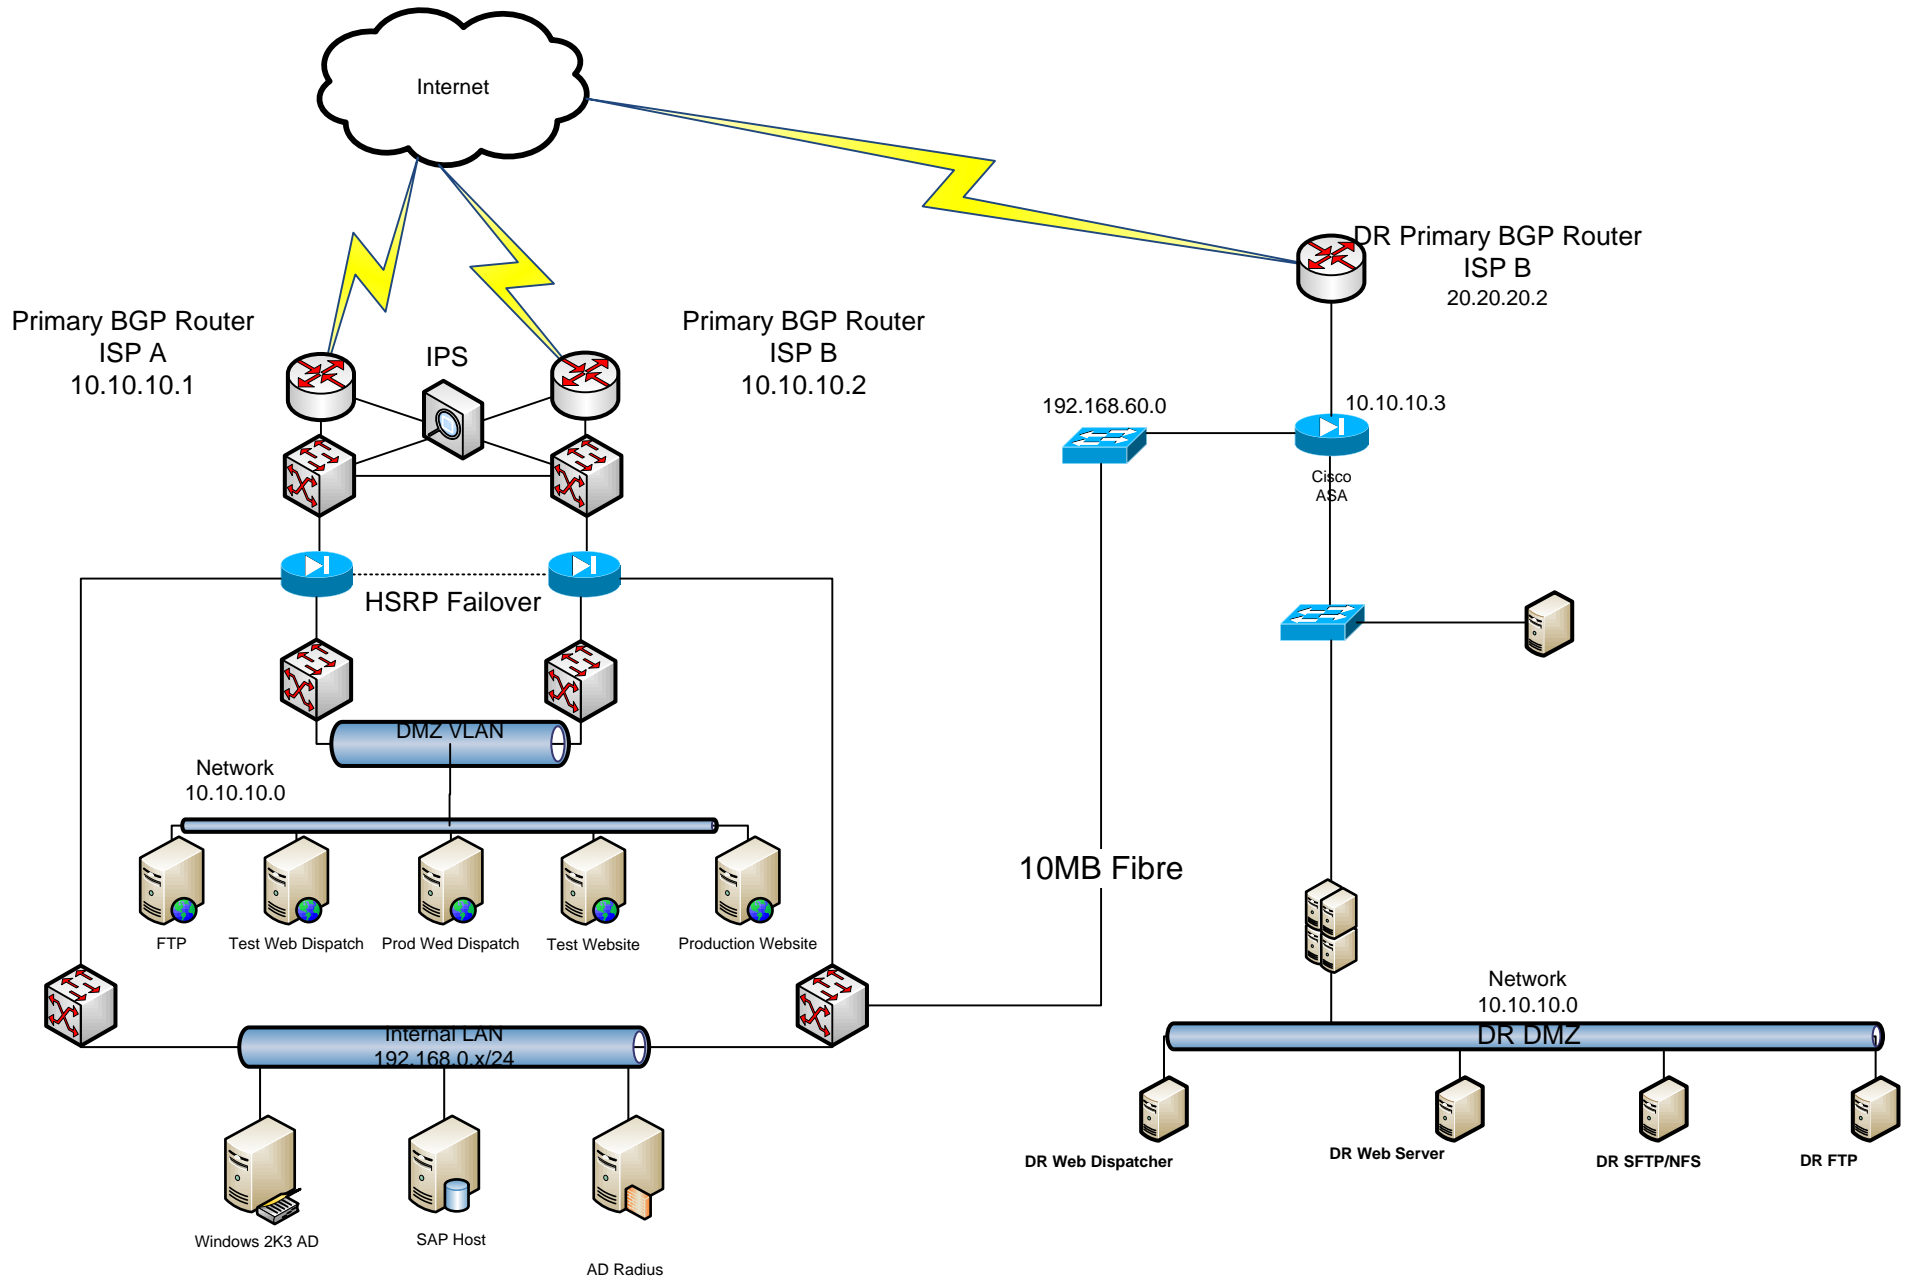 Internet
DR Primary BGP Router
ISP B
20.20.20.2
Primary BGP Router
ISP A
10.10.10.1
IPS
Primary BGP Router
ISP B
10.10.10.2
192.168.60.0
10.10.10.3
Cisco
ASA
HSRP Failover
DMZ VLAN
Network
10.10.10.0
10MB Fibre
FTP
Test Web Dispatch
Prod Wed Dispatch
Test Website
Production Website
Network
10.10.10.0
DR DMZ
Internal LAN
192.168.0.x/24
DR Web Dispatcher
DR Web Server
DR SFTP/NFS
DR FTP
Windows 2K3 AD
SAP Host
AD Radius